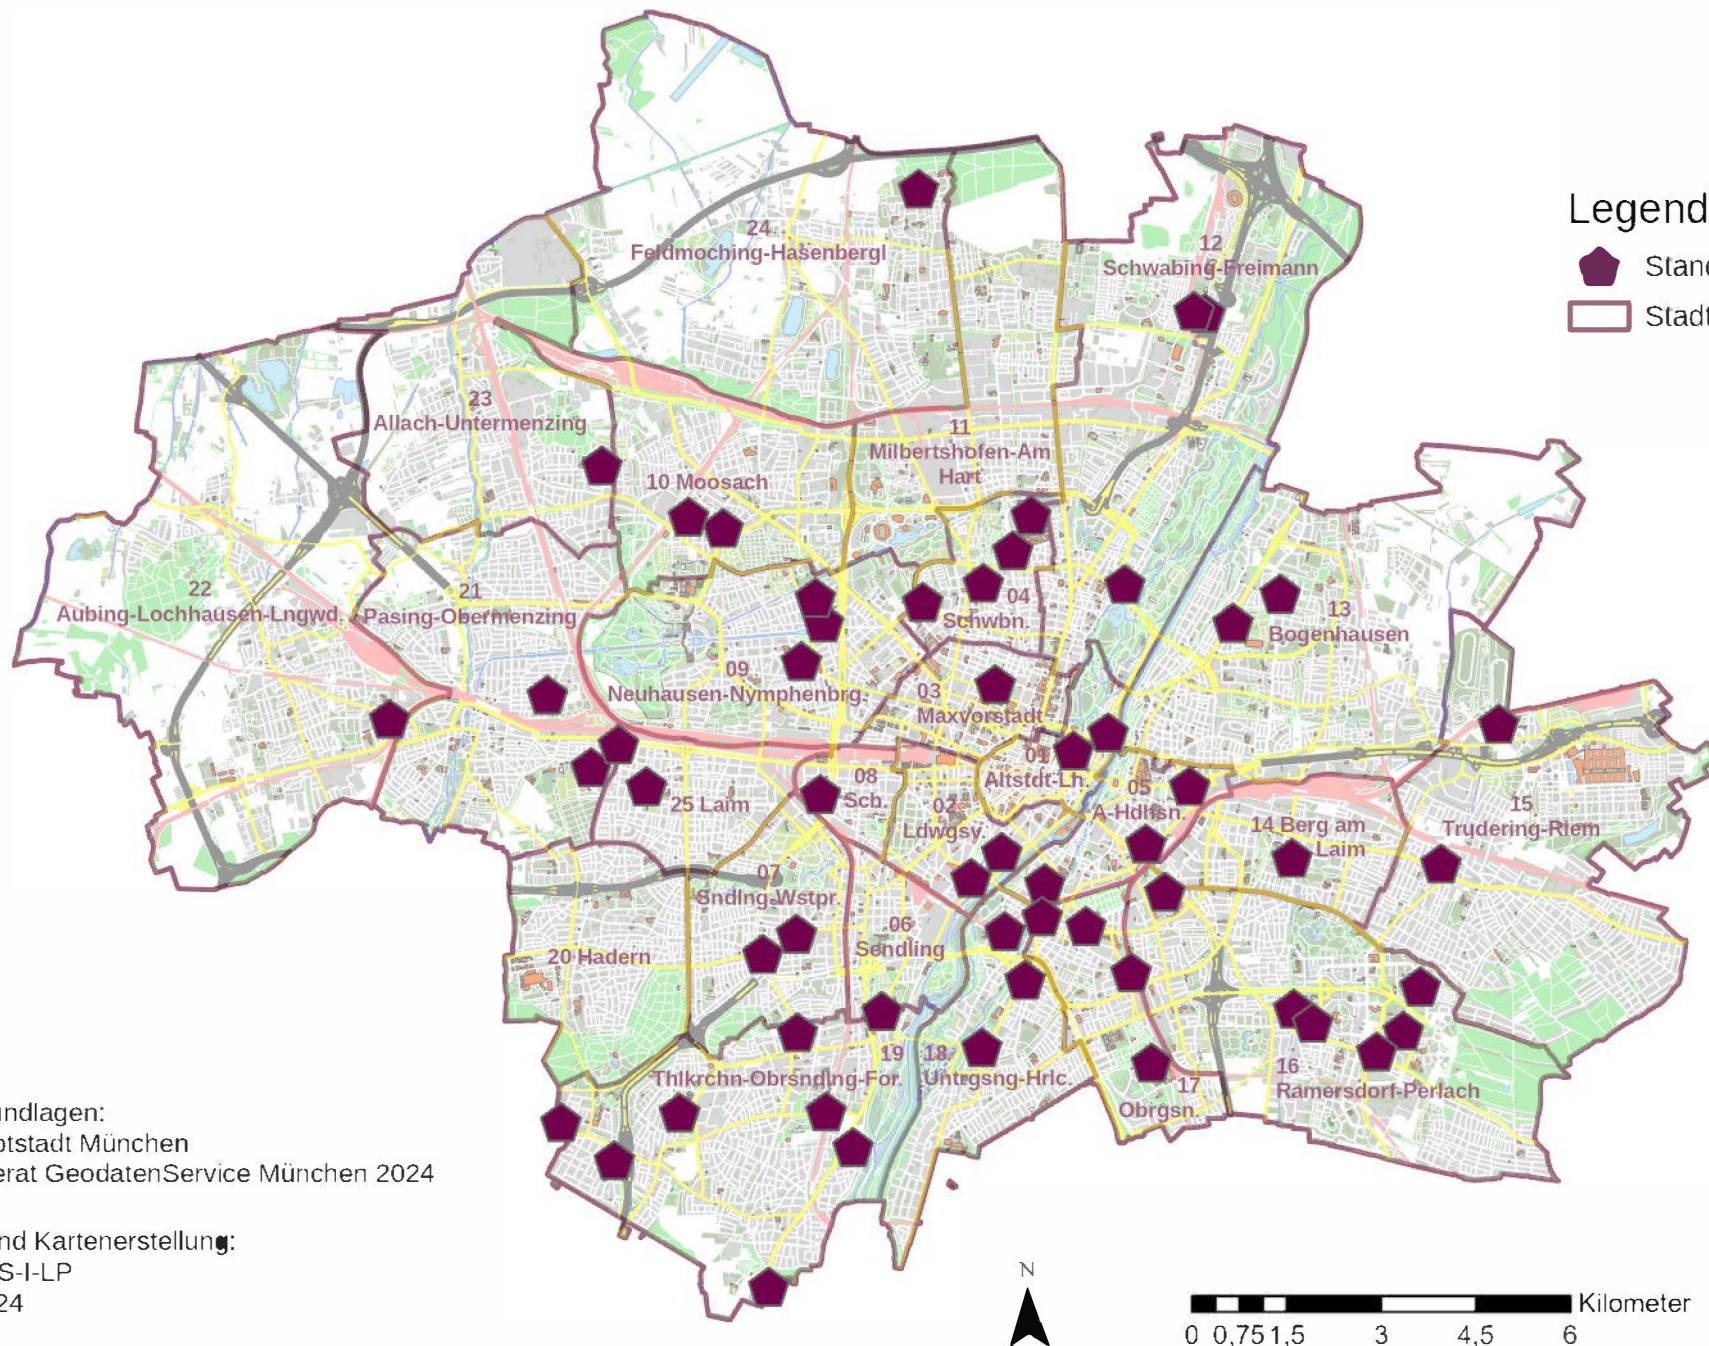 Legend
Stand
Stadt
24
Feldmoching-Hasenbergl
12
Schwabing-Freimann
23
Allach-Untermenzing
11
Milbertshofen-Am
Hart
10 Moosach
22
Aubing-Lochhausen-Lngwd.
21
Pasing-Obermenzing
04
Schwbn.
13
Bogenhausen
09
Neuhausen-Nymphenbrg.
03
Maxvorstadt
01
Altstdt-Lh.
05
A-Hdhsn.
08
Sch.
02
Ldwgsv.
25 Laim
15
Trudering-Riem
14 Berg am
Laim
07
Sndlng-Wstpr.
06
Sendling
20 Hadern
19
Thlkrchn-Obrsndlng-For.
18
Untrgsng-Hrlc.
17
Obrgsn.
16
Ramersdorf-Perlach
undlagen:
ptstadt München
erat GeodatenService München 2024
nd Kartenerstellung:
S-I-LP
24
N
Kilometer
0 0,75 1,5 3 4,5 6